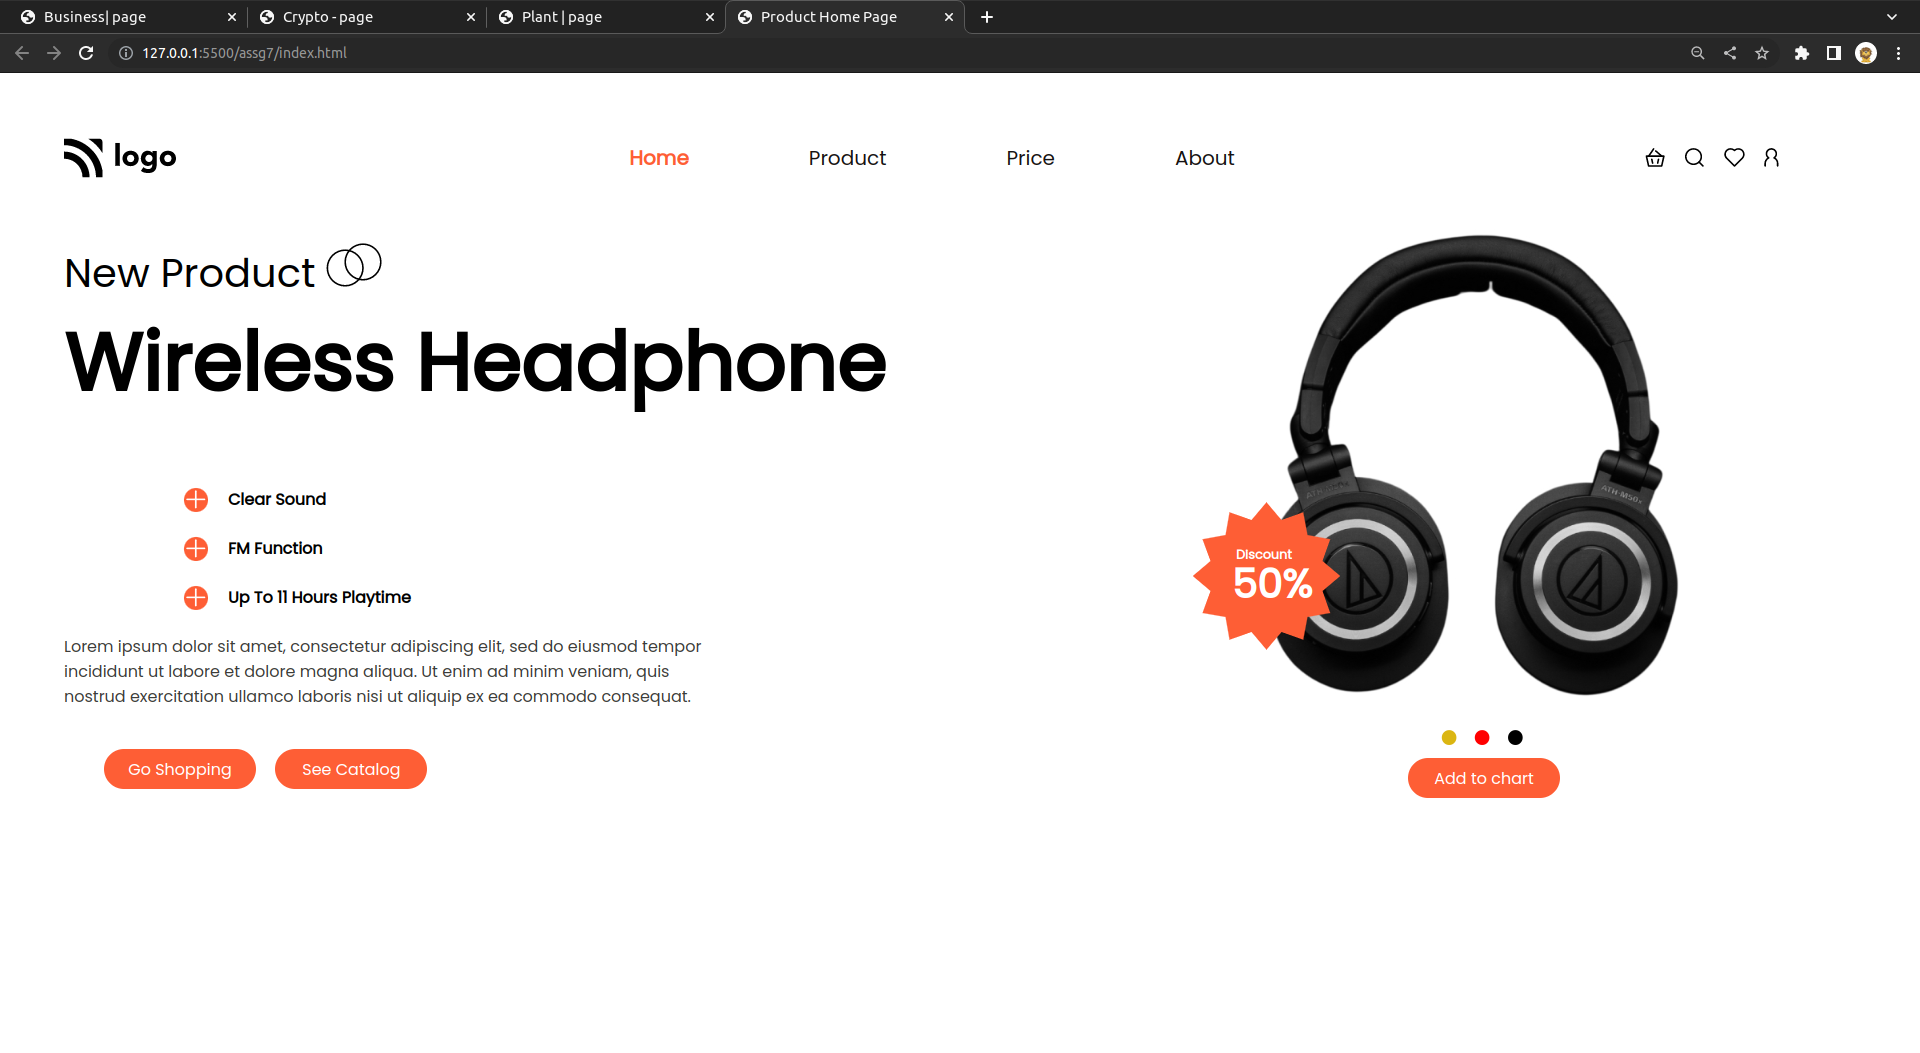 Business| page
Crypto - page
Plant | page
Product Home Page
127.0.0.1:5500/assg7/index.html
logo
Home
Product
Price
About
New Product
Wireless Headphone
Clear Sound
FM Function
Up To 11 Hours Playtime
Lorem ipsum dolor sit amet, consectetur adipiscing elit, sed do eiusmod tempor
incididunt ut labore et dolore magna aliqua. Ut enim ad minim veniam, quis
nostrud exercitation ullamco laboris nisi ut aliquip ex ea commodo consequat.
Go Shopping
See Catalog
ATH-M50x
DIscount
50%
Add to chart